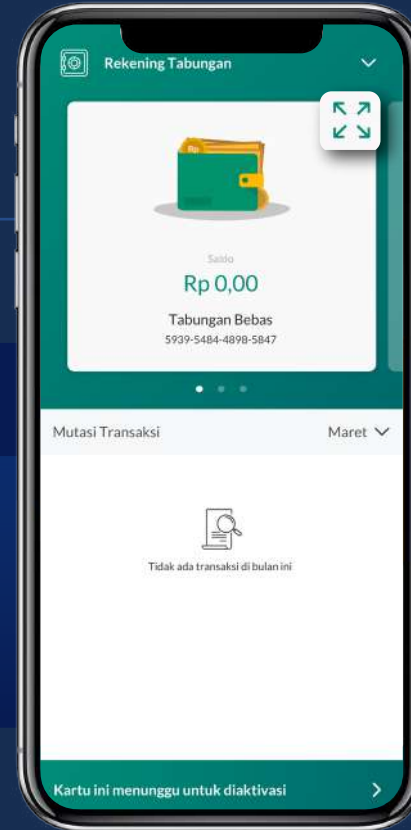 Rekening Tabungan
Rp
Saldo
Rp 0,00
Tabungan Bebas
5939-5484-4898-5847
Mutasi Transaksi
Maret
Tidak ada transaksi di bulan ini
Kartu ini menunggu untuk diaktivasi